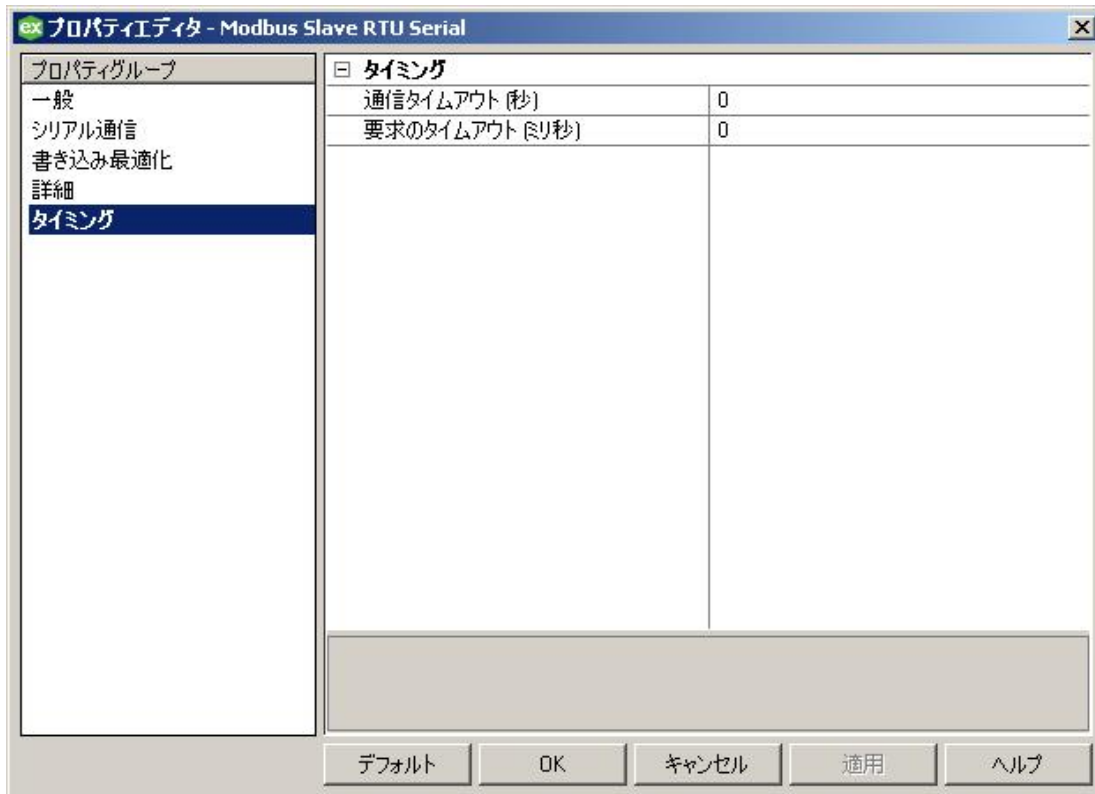 ex プロパティエディタ - Modbus Slave RTU Serial
プロパティグループ
一般
シリアル通信
書き込み最適化
詳細
タイミング
タイミング
通信タイムアウト (秒) 0
要求のタイムアウト (ミリ秒) 0
デフォルト OK キャンセル 適用 ヘルプ